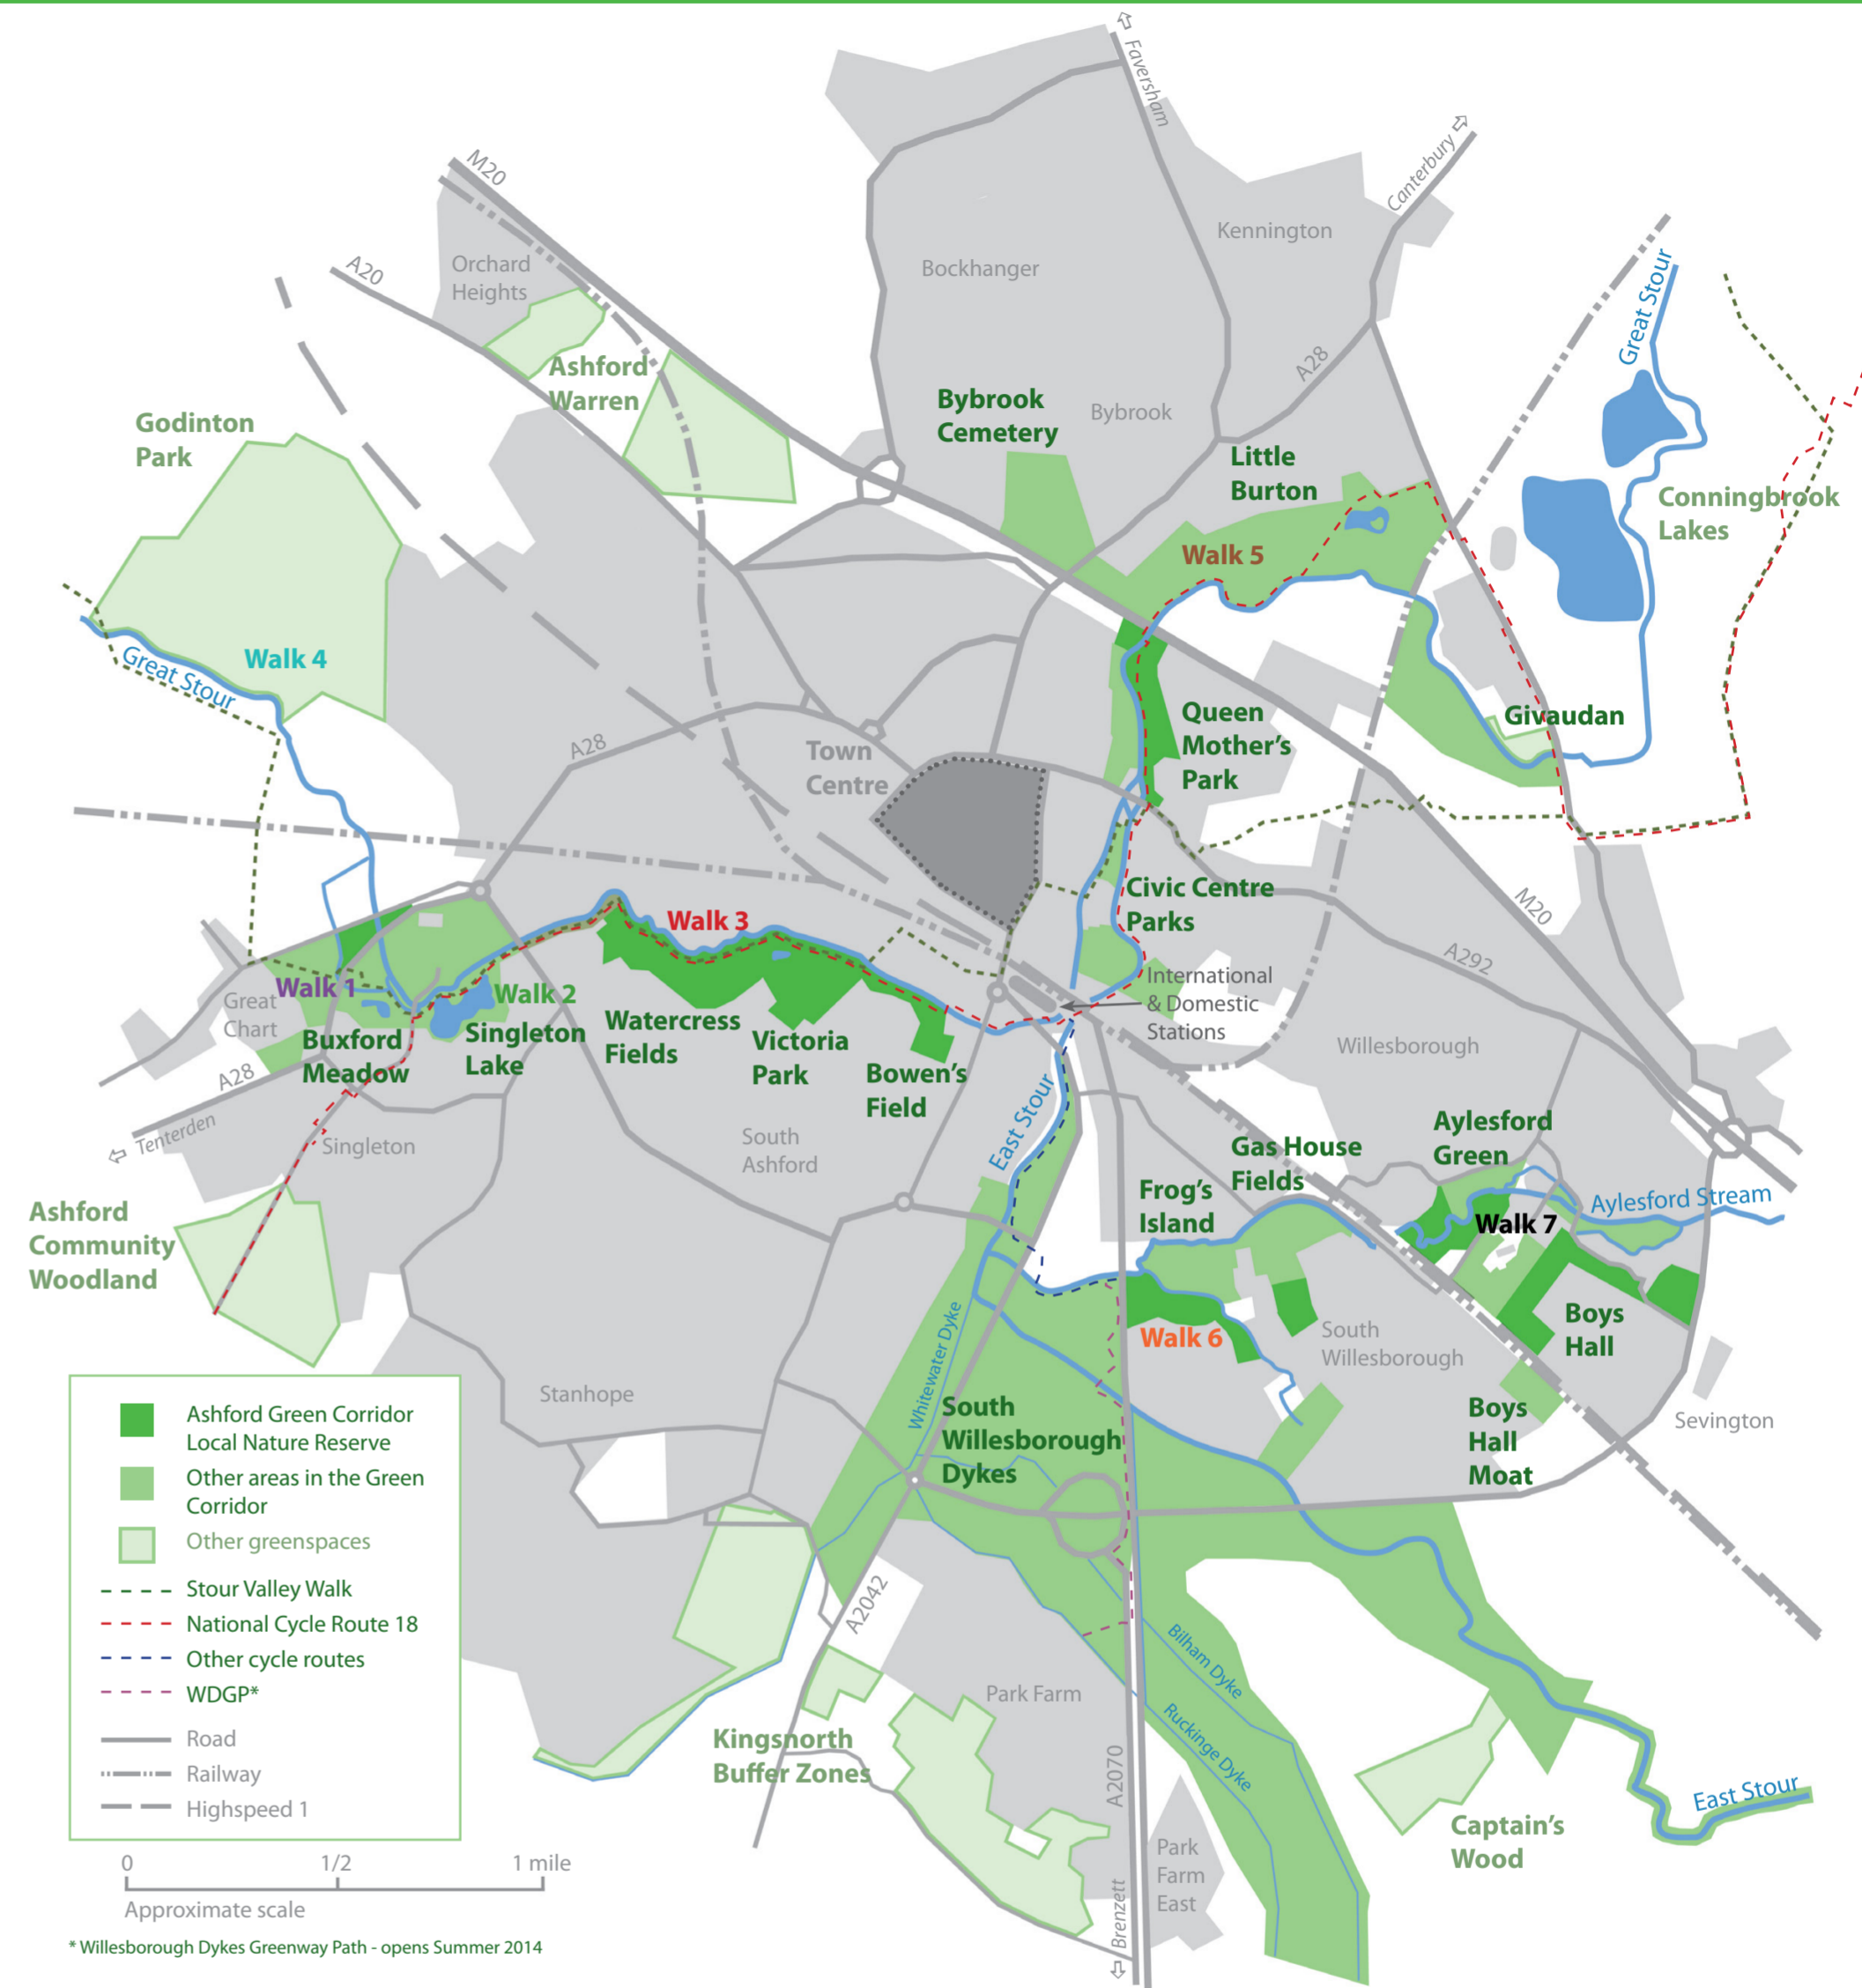 Faversham
Canterbury
M20
A20
Orchard
Heights
Kennington
Bockhanger
Great Stour
A28
Ashford
Warren
Bybrook
Cemetery
Bybrook
Godinton
Park
Little
Burton
Conningbrook
Lakes
Walk 5
Walk 4
Great Stour
Queen
Mother's
Park
Givaudan
A28
Town
Centre
Civic Centre
Parks
M20
A292
Walk 3
Walk 1
Walk 2
Great
Chart
Buxford
Meadow
Singleton
Lake
Watercress
Fields
Victoria
Park
Bowen's
Field
International
& Domestic
Stations
Willesborough
A28
Tenterden
Singleton
South
Ashford
East Stour
Aylesford
Green
Gas House
Fields
Frog's
Island
Aylesford Stream
Walk 7
Ashford
Community
Woodland
Boys
Hall
Walk 6
South
Willesborough
Whitewater Dyke
Stanhope
South
Willesborough
Dykes
Boys
Hall
Moat
Sevington
Ashford Green Corridor
Local Nature Reserve
Other areas in the Green
Corridor
Other greenspaces
Stour Valley Walk
National Cycle Route 18
Other cycle routes
WDGP*
Road
Railway
Highspeed 1
A2042
Bilham Dyke
Ruckinge Dyke
Park Farm
Kingsnorth
Buffer Zones
A2070
East Stour
Captain's
Wood
Park
Farm
East
Brenzett
0 1/2 1 mile
Approximate scale
* Willesborough Dykes Greenway Path - opens Summer 2014